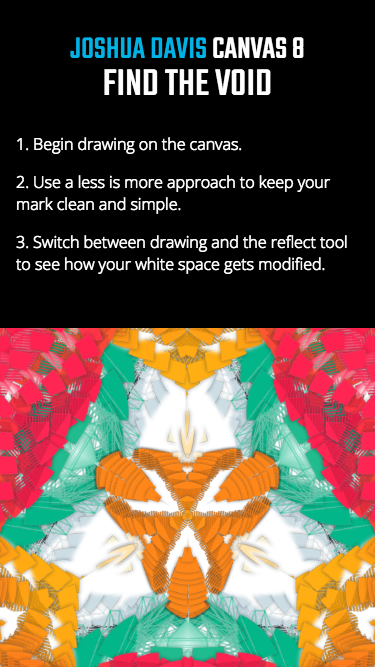 JOSHUA DAVIS CANVAS 8
FIND THE VOID
1. Begin drawing on the canvas.
2. Use a less is more approach to keep your
mark clean and simple.
3. Switch between drawing and the reflect tool
to see how your white space gets modified.